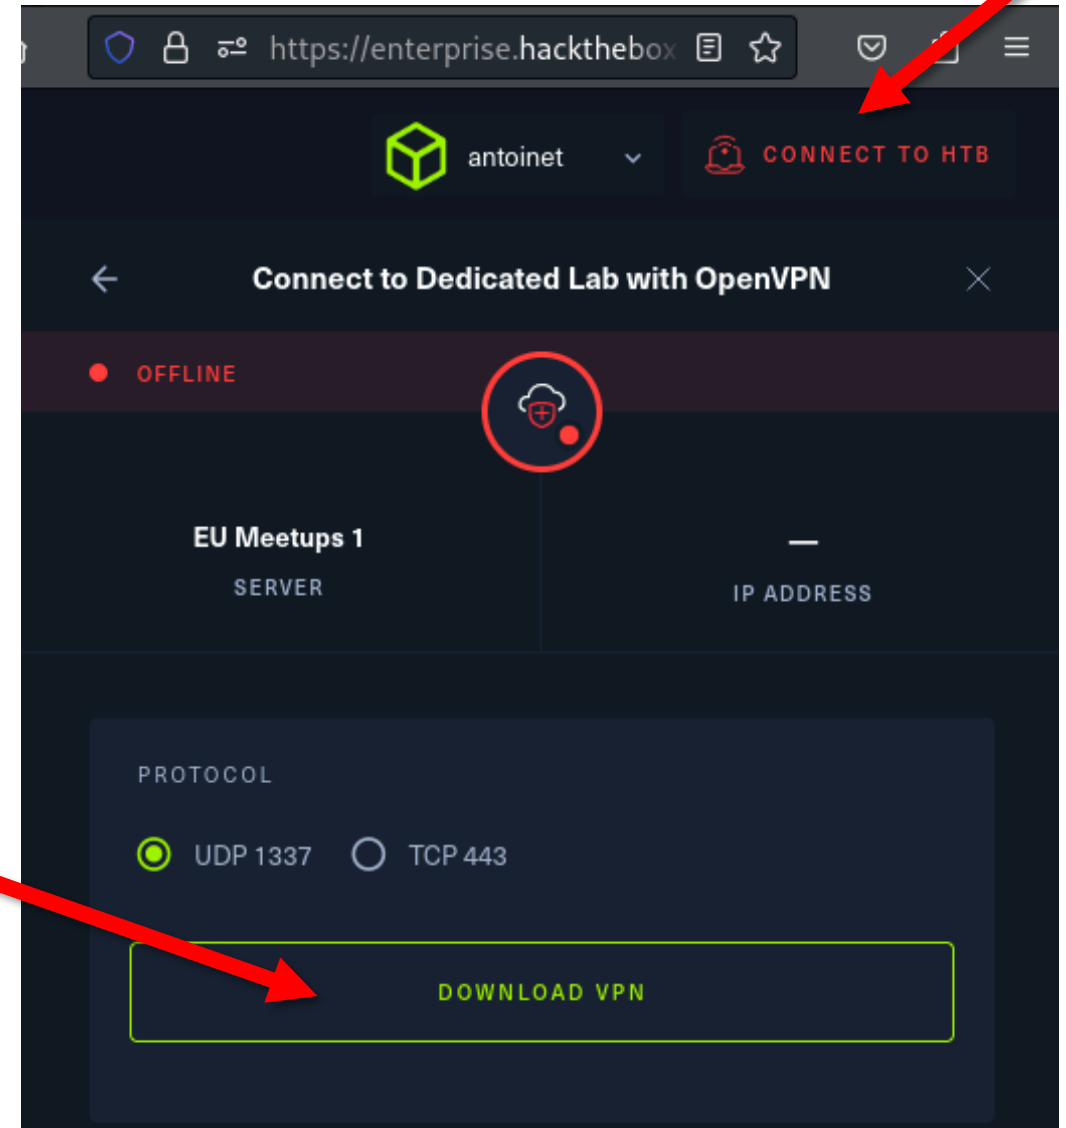 https://enterprise.hackthebox
antoinet
CONNECT TO HTB
Connect to Dedicated Lab with OpenVPN
OFFLINE
EU Meetups 1
SERVER
—
IP ADDRESS
PROTOCOL
UDP 1337
TCP 443
DOWNLOAD VPN